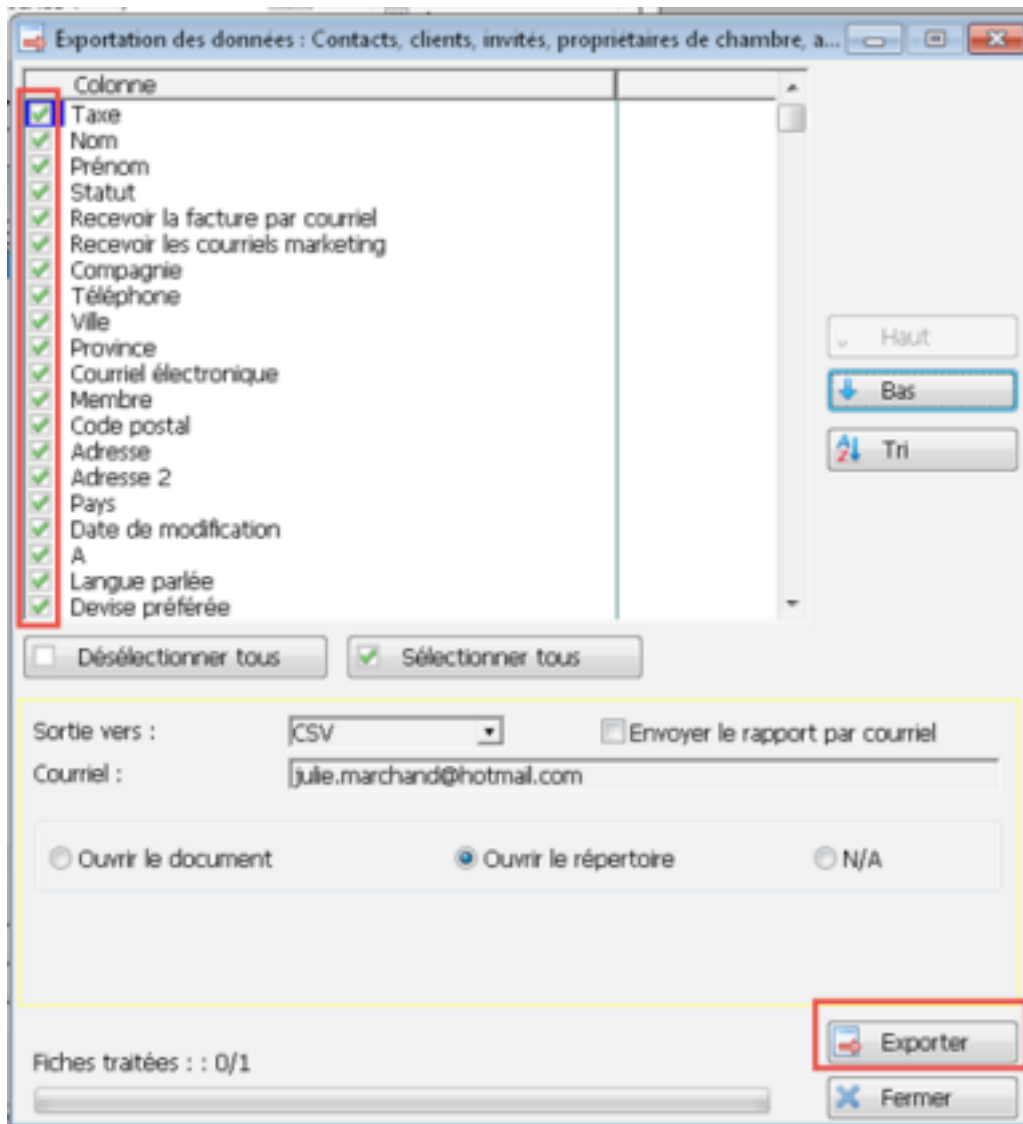 Exportation des données : Contacts, clients, invités, propriétaires de chambre, a...
Colonne
Taxe
Nom
Prénom
Statut
Recevoir la facture par courriel
Recevoir les courriels marketing
Compagnie
Téléphone
Ville
Province
Courriel électronique
Membre
Code postal
Adresse
Adresse 2
Pays
Date de modification
A
Langue parlée
Devise préférée
Haut
Bas
Tri
Désélectionner tous
Sélectionner tous
Sortie vers : CSV Envoyer le rapport par courriel
Courriel : julie.marchand@hotmail.com
Ouvrir le document Ouvrir le répertoire N/A
Exporter
Fiches traitées : : 0/1
Fermer